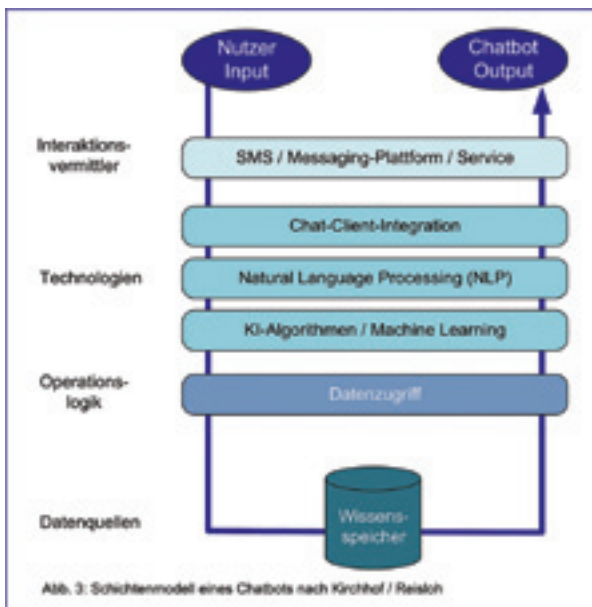 Nutzer
Input
Chatbot
Output
Interaktions-
vermittler
SMS / Messaging-Plattform / Service
Chat-Client-Integration
Technologien
Natural Language Processing (NLP)
KI-Algorithmen / Machine Learning
Operations-
logik
Datenzugriff
Datenquellen
Wissens-
speicher
Abb. 3: Schichtenmodell eines Chatbots nach Kirchhof / Reisloh